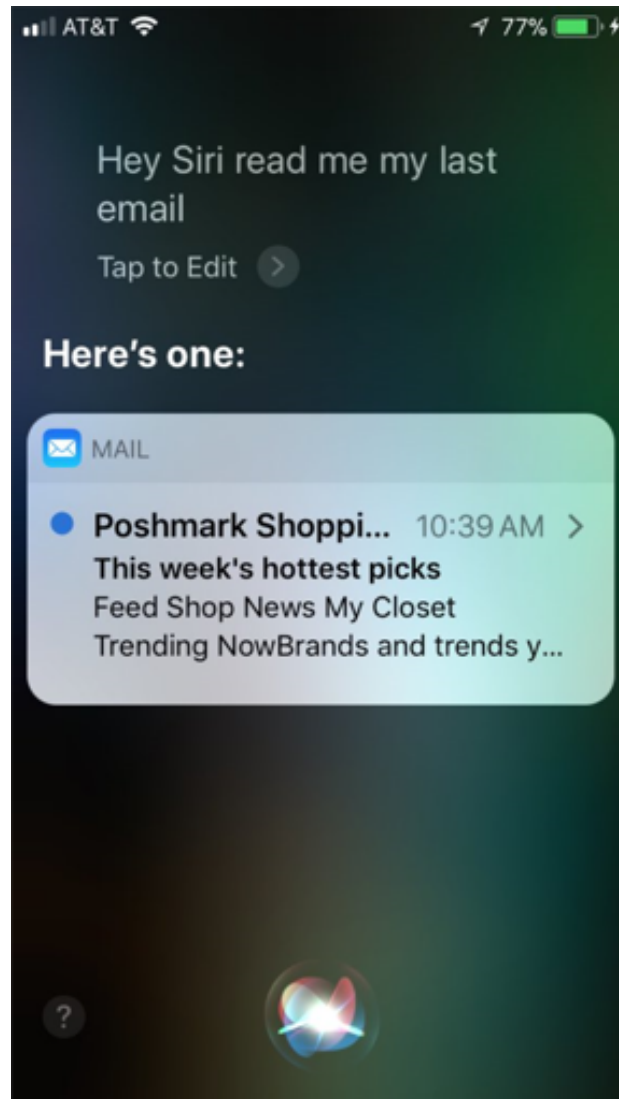 AT&T 77%
Hey Siri read me my last
email
Tap to Edit
Here's one:
MAIL
Poshmark Shoppi... 10:39 AM
This week's hottest picks
Feed Shop News My Closet
Trending NowBrands and trends y...
?